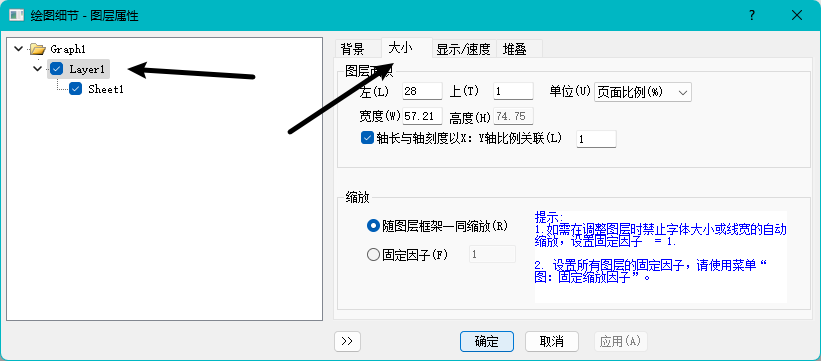 绘图细节 - 图层属性
?
Graph1
Layer1
Sheet1
背景 大小 显示/速度 堆叠
左(L) 28 上(T) 1 单位(U) 页面比例(%)
宽度(W) 57.21 高度(H) 74.75
轴长与轴刻度以X: Y轴比例关联(L) 1
缩放
随图层框架一同缩放(R)
固定因子(F) 1
提示:
1.如需在调整图层时禁止字体大小或线宽的自动
缩放，设置固定因子 = 1.
2. 设置所有图层的固定因子，请使用菜单“
图: 固定缩放因子”。
>>
确定 取消 应用(A)